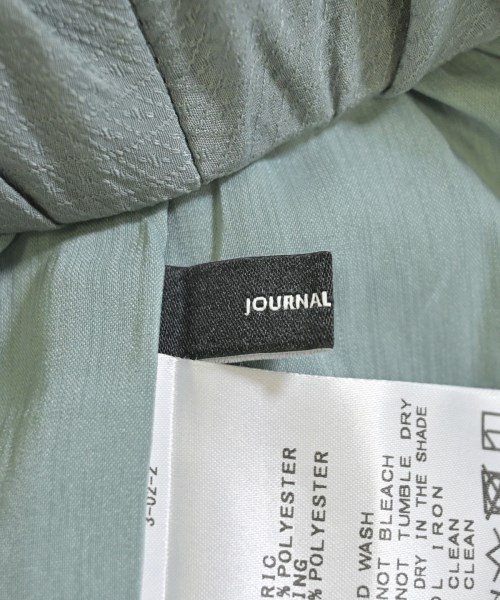 JOURNAL
3-02-2
RIC
% POLYESTER
ING
% POLYESTER
D WASH
NOT BLEACH
NOT TUMBLE DRY
DRY IN THE SHADE
L IRON
CLEAN
CLEAN